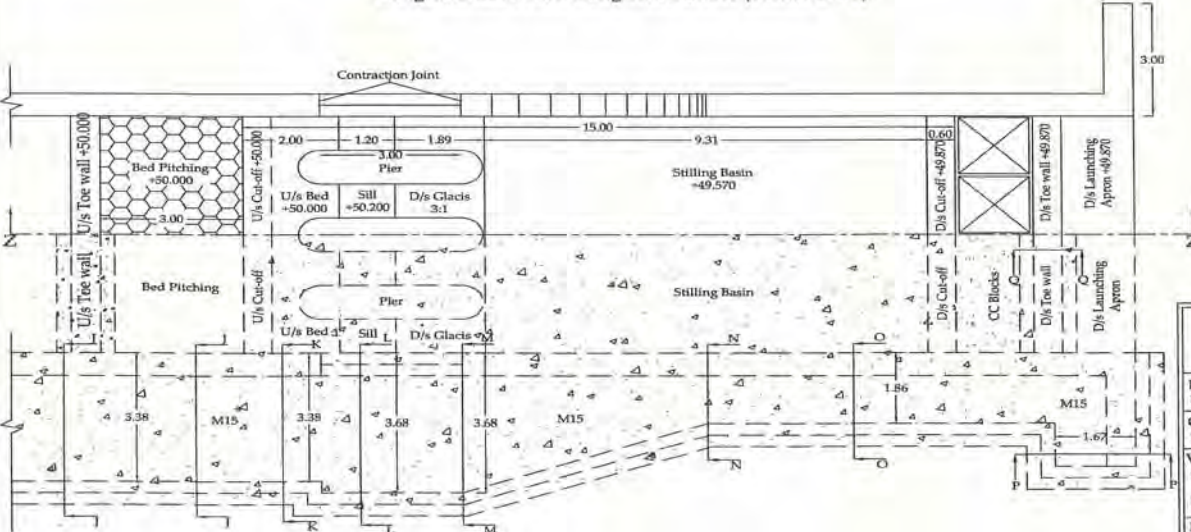 Contraction Joint
3.00
15.00
2.00
1.20
1.89
9.31
0.60
U/s Toe wall +50.000
Bed Pitching
+50.000
3.00
U/s Cut-off +50.000
3.00
Pier
U/s Bed
+50.000
Sill
+50.200
D/s Glacis
3:1
Stilling Basin
+49.570
D/s Cut-off +49.870
D/s Toe wall +49.870
D/s Launching
Apron +49.870
Z
U/s Toe wall
Bed Pitching
U/s Cut-off
Pier
U/s Bed
Sill
D/s Glacis
Stilling Basin
D/s Cut-off
CC Blocks
D/s Toe wall
D/s Launching
Apron
Q
Q
K
L
M
N
O
3.38
M15
3.38
3.68
3.68
M15
1.86
M15
1.67
N
O
P
K
L
M